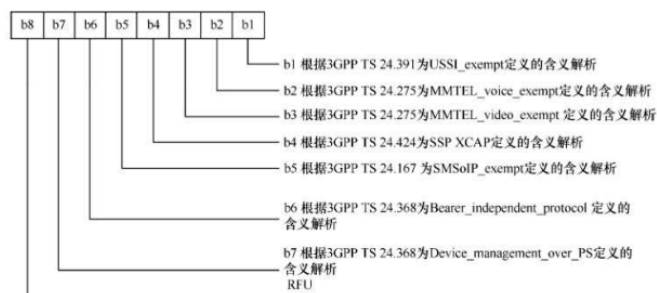 b8 b7 b6 b5 b4 b3 b2 b1
b1 根据3GPP TS 24.391为USSI_exempt定义的含义解析
b2 根据3GPP TS 24.275为MMTEL_voice_exempt定义的含义解析
b3 根据3GPP TS 24.275为MMTEL_video_exempt 定义的含义解析
b4 根据3GPP TS 24.424为SSP XCAP定义的含义解析
b5 根据3GPP TS 24.167 为SMSoIP_exempt定义的含义解析
b6 根据3GPP TS 24.368为Bearer_independent_protocol 定义的
含义解析
b7 根据3GPP TS 24.368为Device_management_over_PS定义的
含义解析
RFU